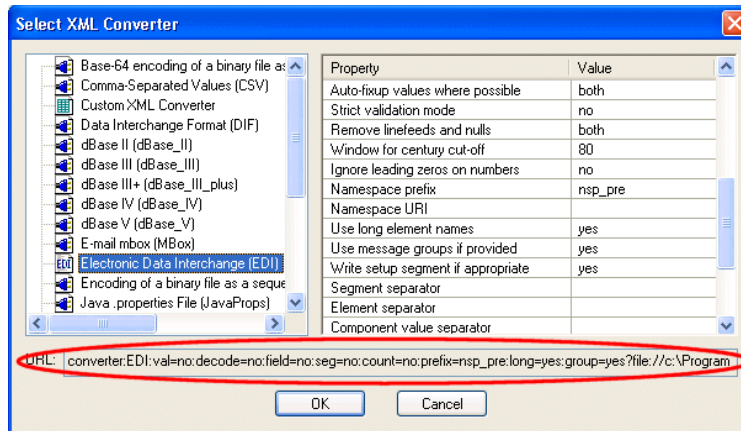 Select XML Converter
Base-64 encoding of a binary file as
Comma-Separated Values (CSV)
Custom XML Converter
Data Interchange Format (DIF)
dBase II (dBase_II)
dBase III (dBase_III)
dBase III+ (dBase_III_plus)
dBase IV (dBase_IV)
dBase V (dBase_V)
E-mail mbox (MBox)
EDI Electronic Data Interchange (EDI)
Encoding of a binary file as a seque
Java .properties File (JavaProps)
Property Value
Auto-fixup values where possible both
Strict validation mode no
Remove linefeeds and nulls both
Window for century cut-off 80
Ignore leading zeros on numbers no
Namespace prefix nsp_pre
Namespace URI
Use long element names yes
Use message groups if provided yes
Write setup segment if appropriate yes
Segment separator
Element separator
Component value separator
URL: converter:EDI:val=no:decode=no:field=no:seg=no:count=no:prefix=nsp_pre:long=yes:group=yes?file://c:\Program
OK Cancel